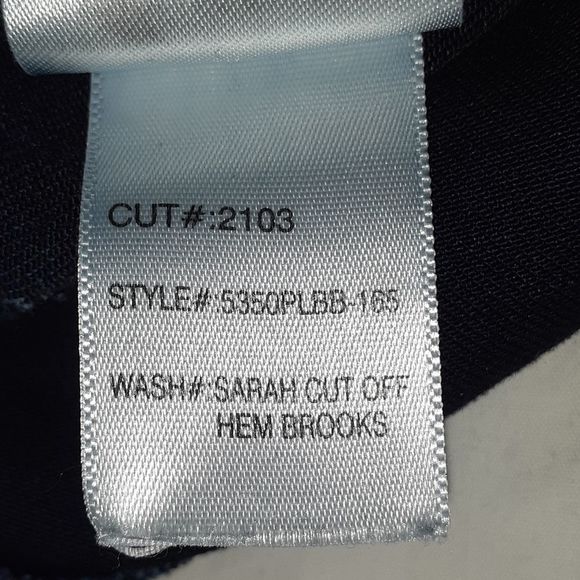 CUT#:2103
STYLE#:5350PLBB-165
WASH#:SARAH CUT OFF
HEM BROOKS